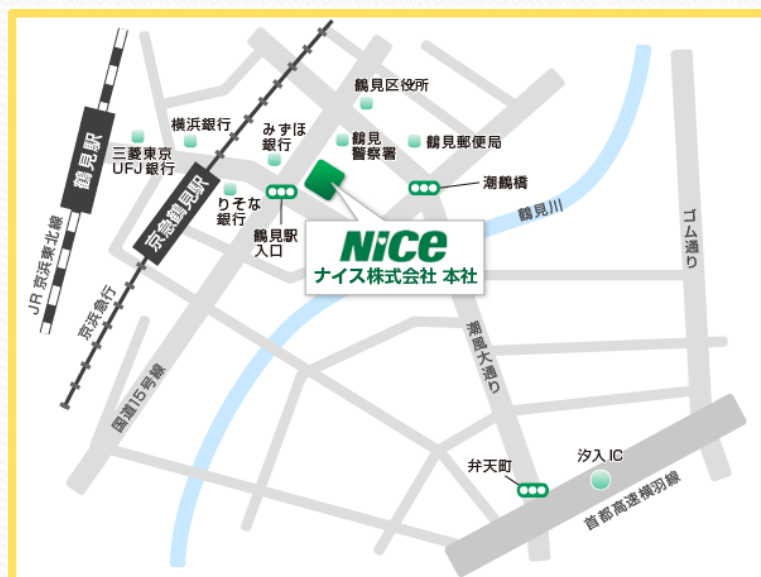 鶴見区役所
横浜銀行
みずほ
銀行
鶴見
警察署
鶴見郵便局
三菱東京
UFJ銀行
鶴見駅
りそな
銀行
潮鶴橋
京急鶴見駅
鶴見駅
入口
鶴見川
NICE
ナイス株式会社 本社
ゴム通り
JR京浜東北線
京浜急行
国道15号線
潮風大通り
弁天町
汐入IC
首都高速横羽線